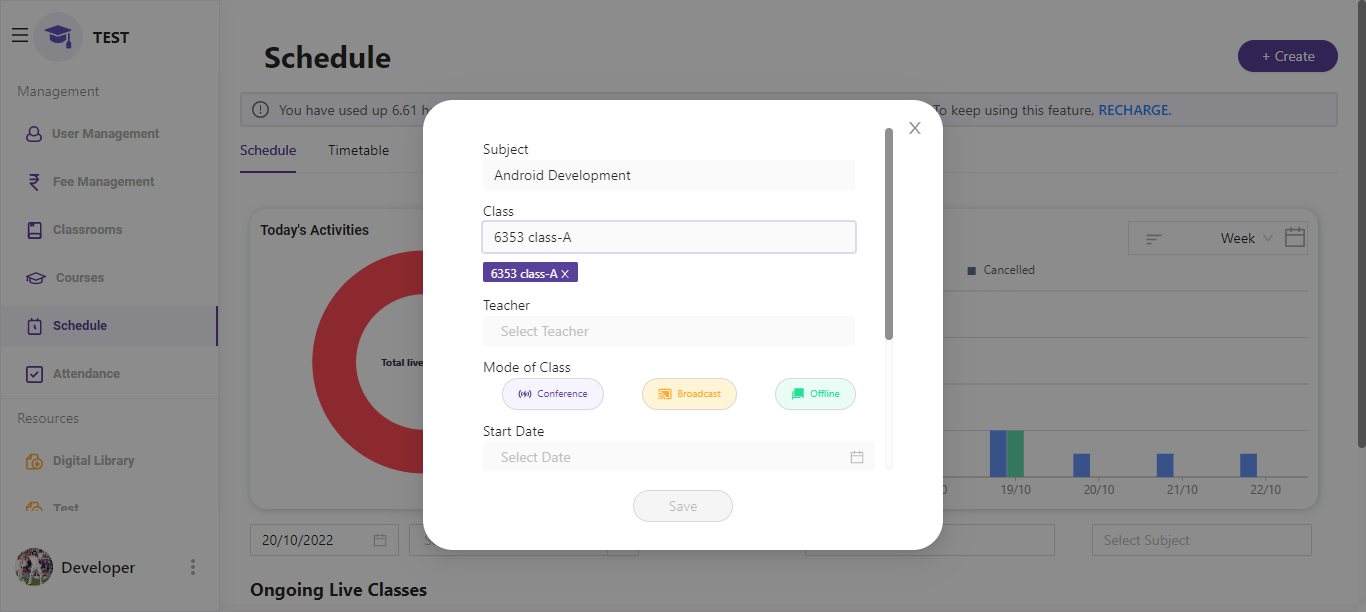 TEST
Management
User Management
Fee Management
Classrooms
Courses
Schedule
Attendance
Resources
Digital Library
Test
Developer
Schedule
+ Create
You have used up 6.61 h
To keep using this feature, RECHARGE.
Schedule Timetable
Today's Activities
Total live
Week
Cancelled
19/10 20/10 21/10 22/10
20/10/2022
Select Subject
Ongoing Live Classes
X
Subject
Android Development
Class
6353 class-A
6353 class-A X
Teacher
Select Teacher
Mode of Class
Conference Broadcast Offline
Start Date
Select Date
Save